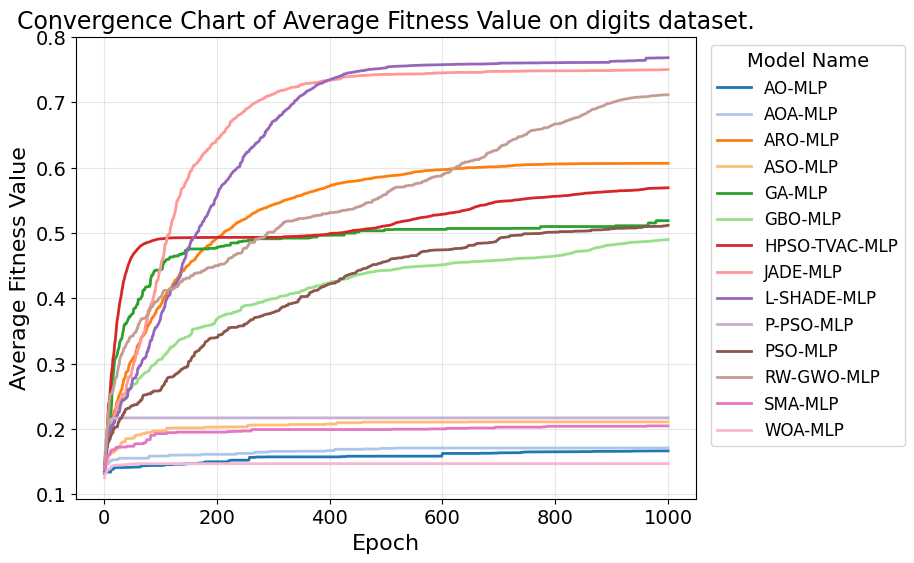 Convergence Chart of Average Fitness Value on digits dataset.
Average Fitness Value
0.8
0.7
0.6
0.5
0.4
0.3
0.2
0.1
0
200
400
600
800
1000
Epoch
Model Name
AO-MLP
AOA-MLP
ARO-MLP
ASO-MLP
GA-MLP
GBO-MLP
HPSO-TVAC-MLP
JADE-MLP
L-SHADE-MLP
P-PSO-MLP
PSO-MLP
RW-GWO-MLP
SMA-MLP
WOA-MLP